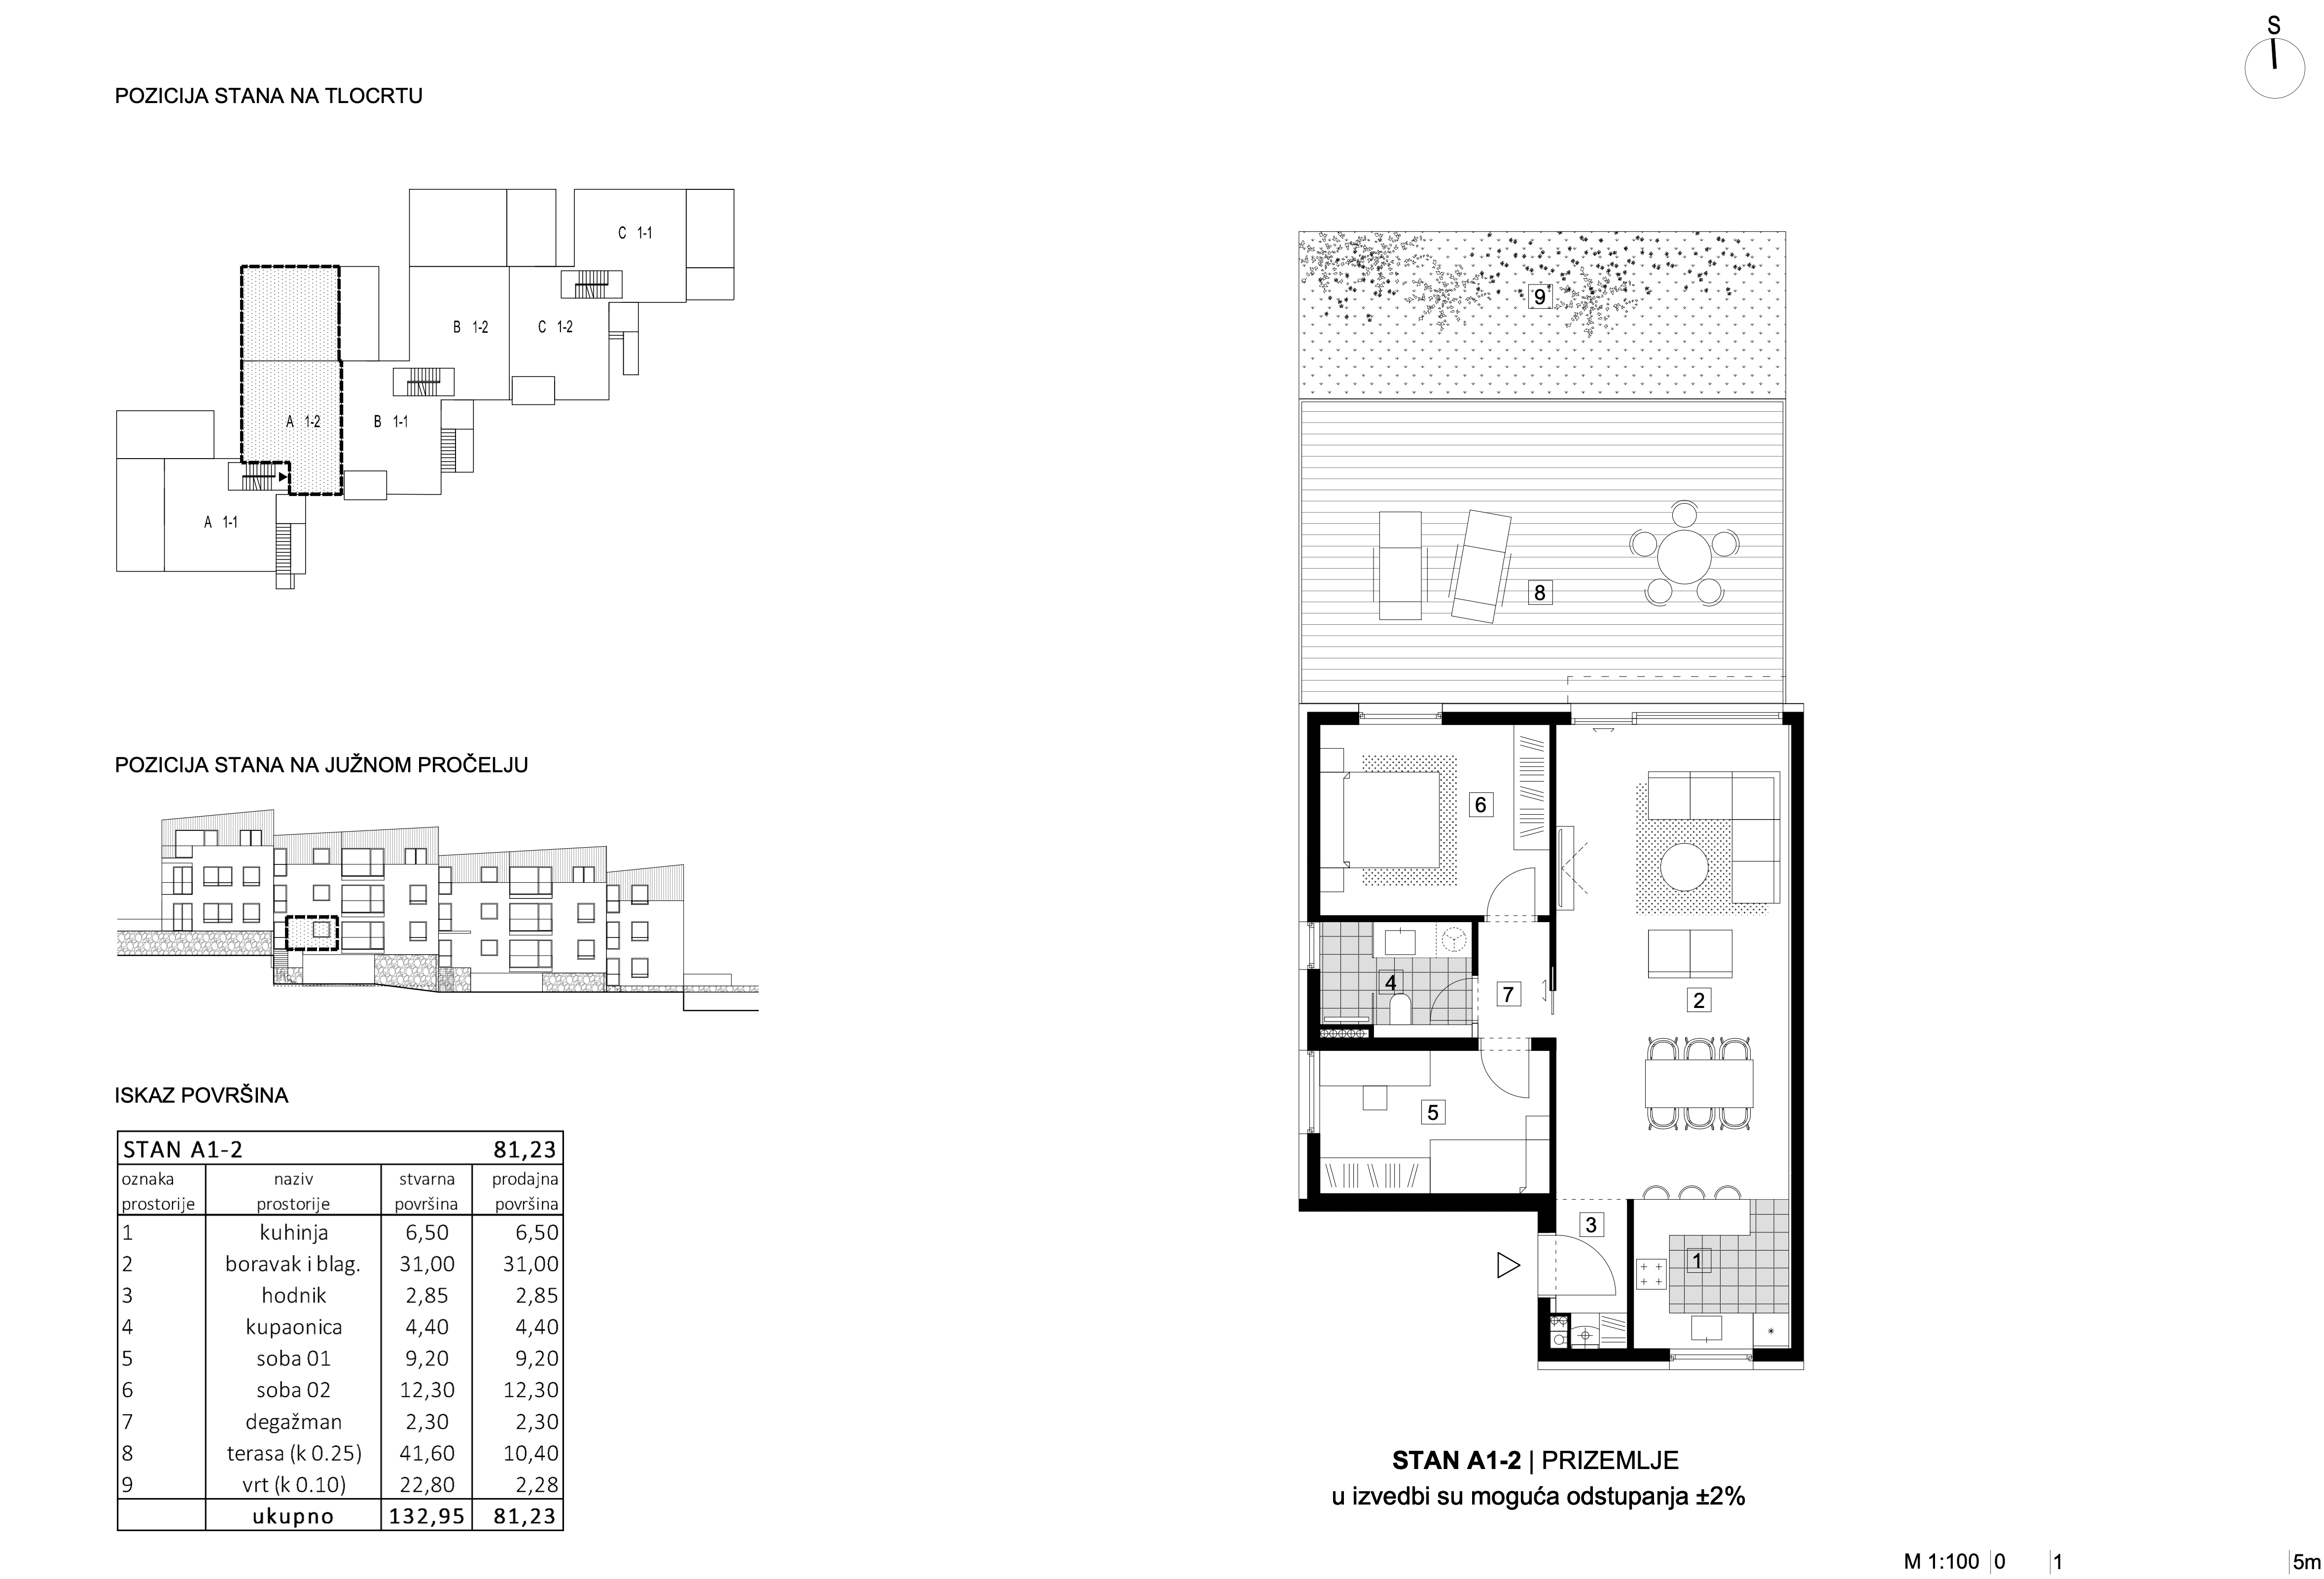 S
POZICIJA STANA NA TLOCRTU
C 1-1
B 1-2
C 1-2
A 1-2
B 1-1
A 1-1
POZICIJA STANA NA JUŽNOM PROČELJU
ISKAZ POVRŠINA
STAN A1-2 81,23
oznaka prostorije naziv prostorije stvarna površina prodajna površina
1 kuhinja 6,50 6,50
2 boravak i blag. 31,00 31,00
3 hodnik 2,85 2,85
4 kupaonica 4,40 4,40
5 soba 01 9,20 9,20
6 soba 02 12,30 12,30
7 degažman 2,30 2,30
8 terasa (k 0.25) 41,60 10,40
9 vrt (k 0.10) 22,80 2,28
ukupno 132,95 81,23
9
8
6
4
7
2
5
3
1
STAN A1-2 | PRIZEMLJE
u izvedbi su moguća odstupanja ±2%
M 1:100 0 1 5m